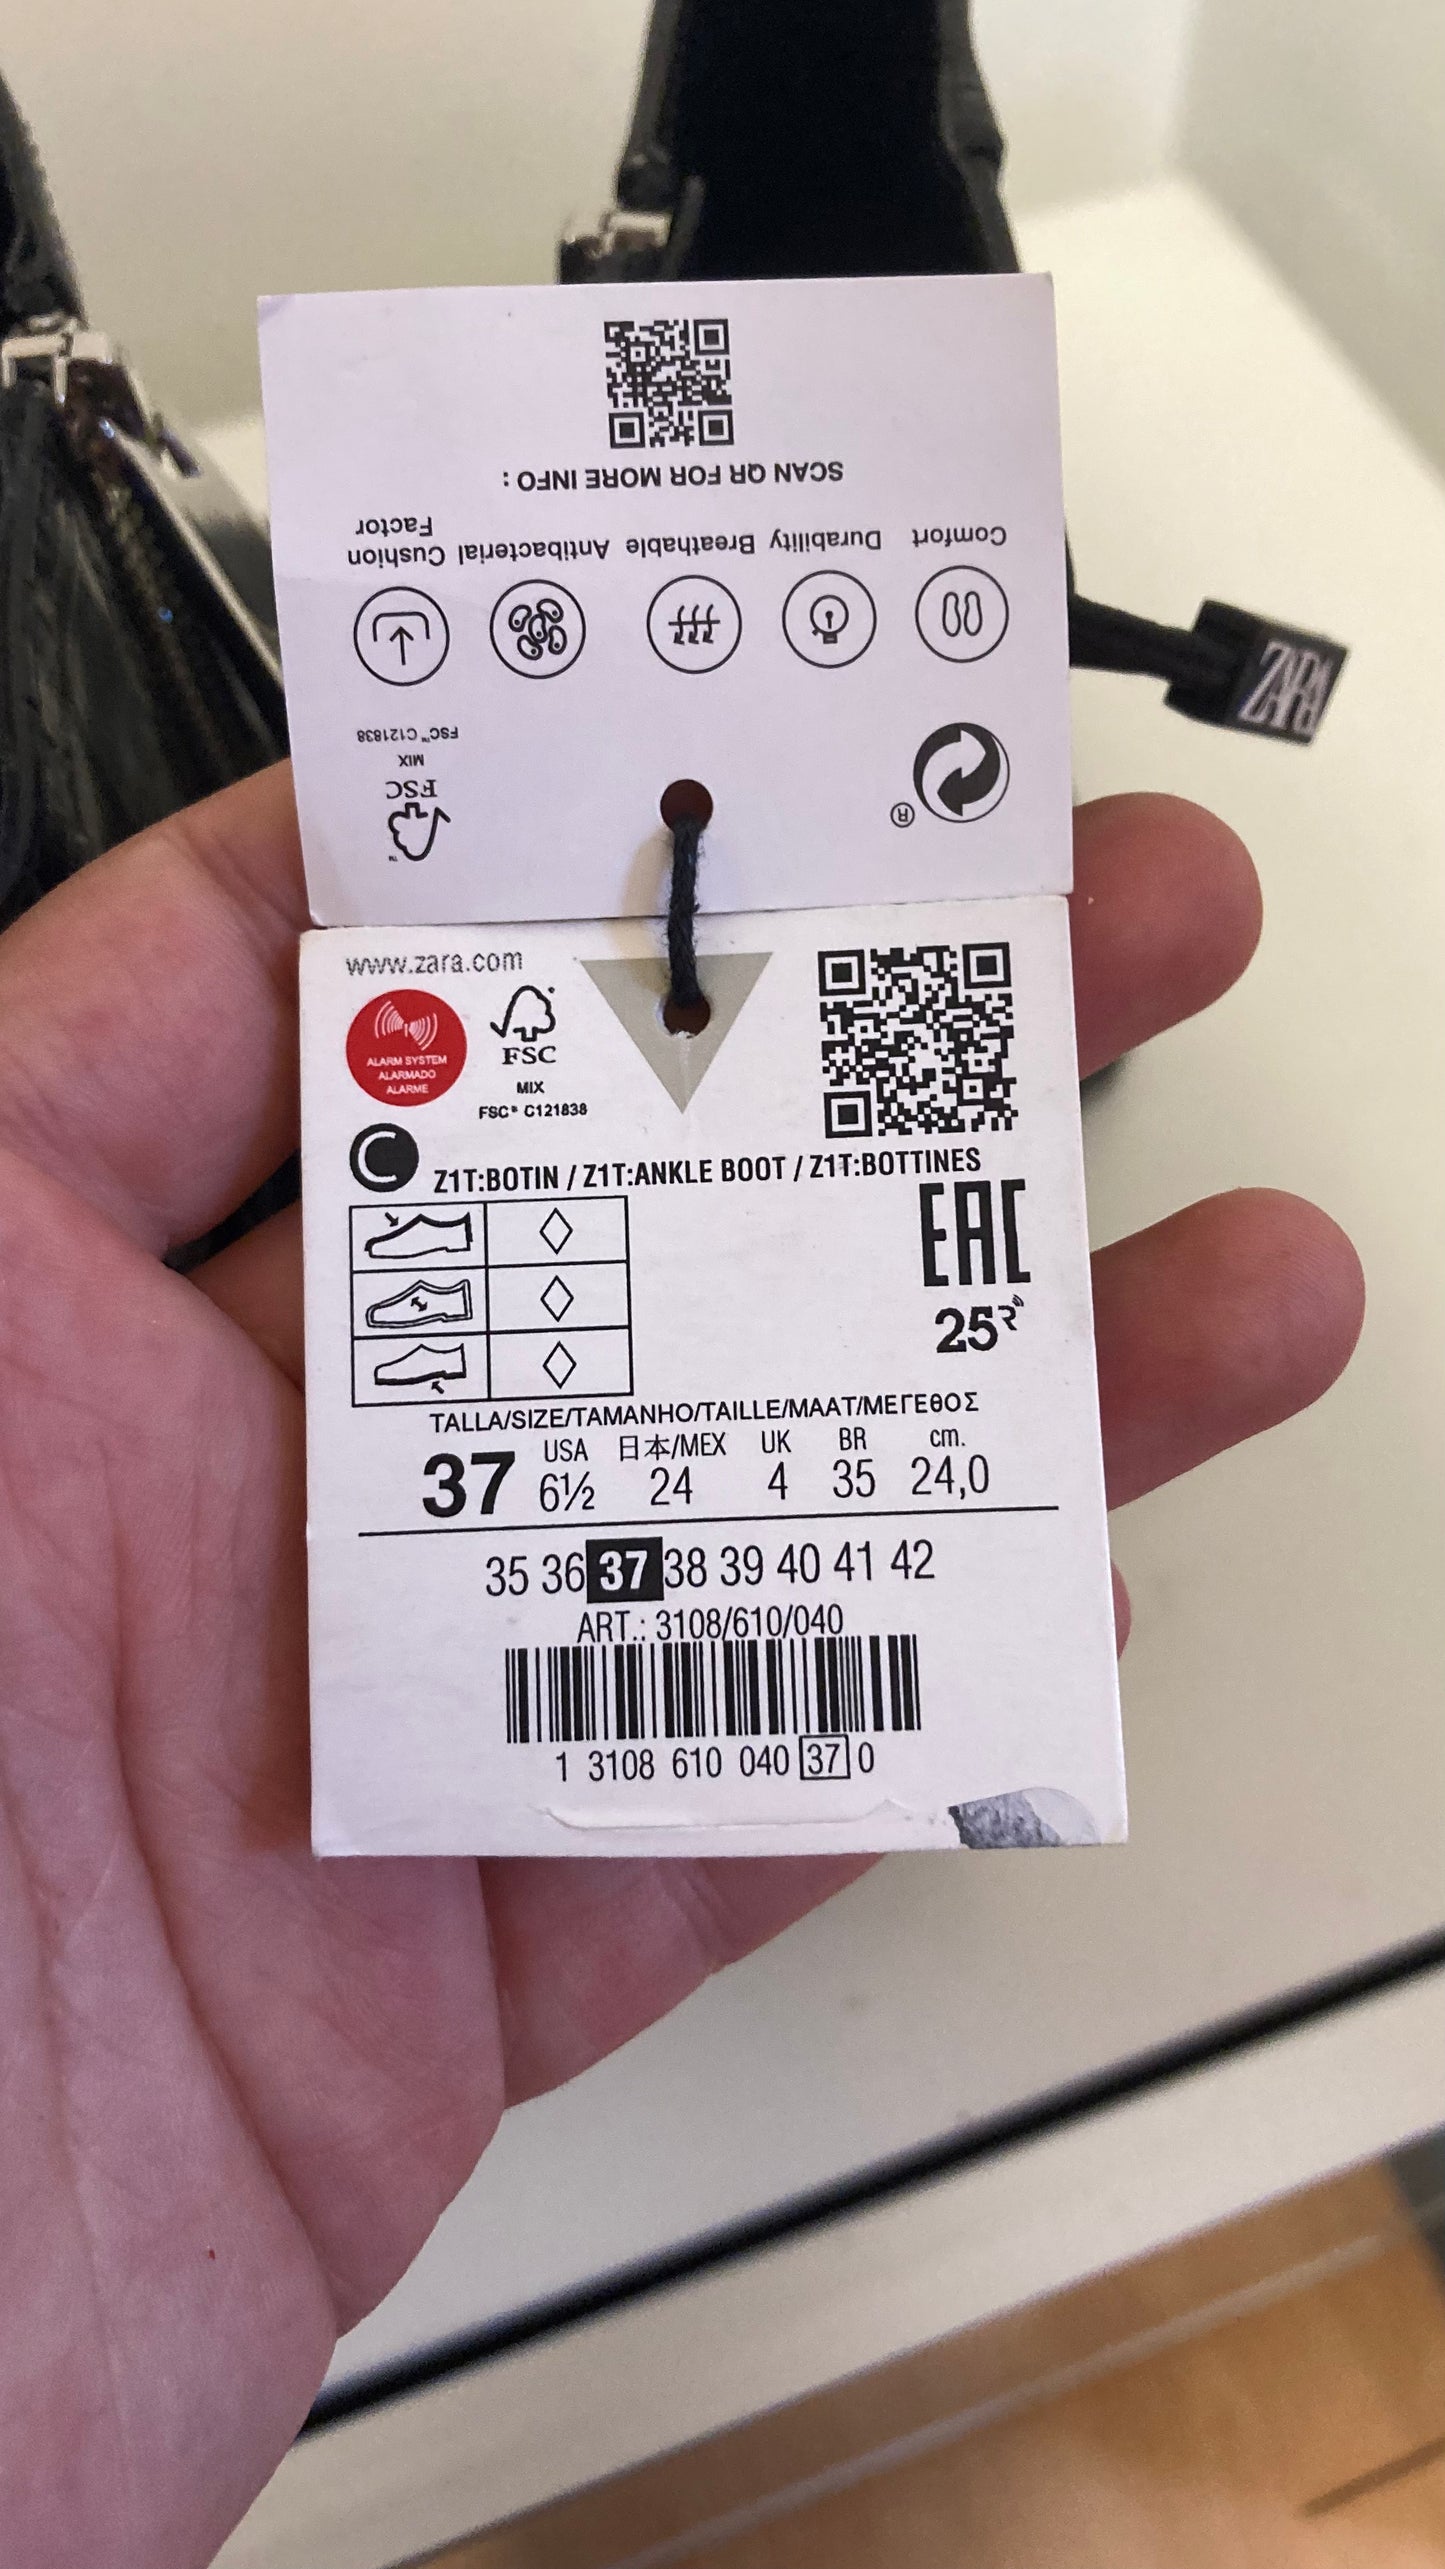 SCAN QR FOR MORE INFO :
Comfort Durability Breathable Antibacterial Cushion Factor
®
FSC
MIX
FSC™ C121838
ZARA
www.zara.com
ALARM SYSTEM
ALARMADO
ALARME
FSC
MIX
FSC® C121838
C
Z1T:BOTIN / Z1T:ANKLE BOOT / Z1T:BOTTINES
EAC
25
TALLA/SIZE/TAMANHO/TAILLE/MAAT/ΜΕΓΕΘΟΣ
USA 日本/MEX UK BR cm.
37 6½ 24 4 35 24,0
35 36 37 38 39 40 41 42
ART.: 3108/610/040
1 3108 610 040 37 0